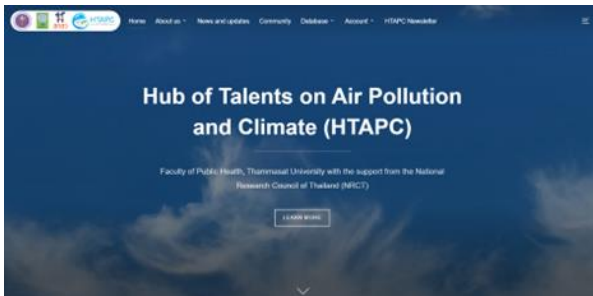 HTAPC Home About us News and updates Community Database Account HTAPC Newsletter
Hub of Talents on Air Pollution
and Climate (HTAPC)
Faculty of Public Health, Thammasat University with the support from the National
Research Council of Thailand (NRCT)
LEARN MORE